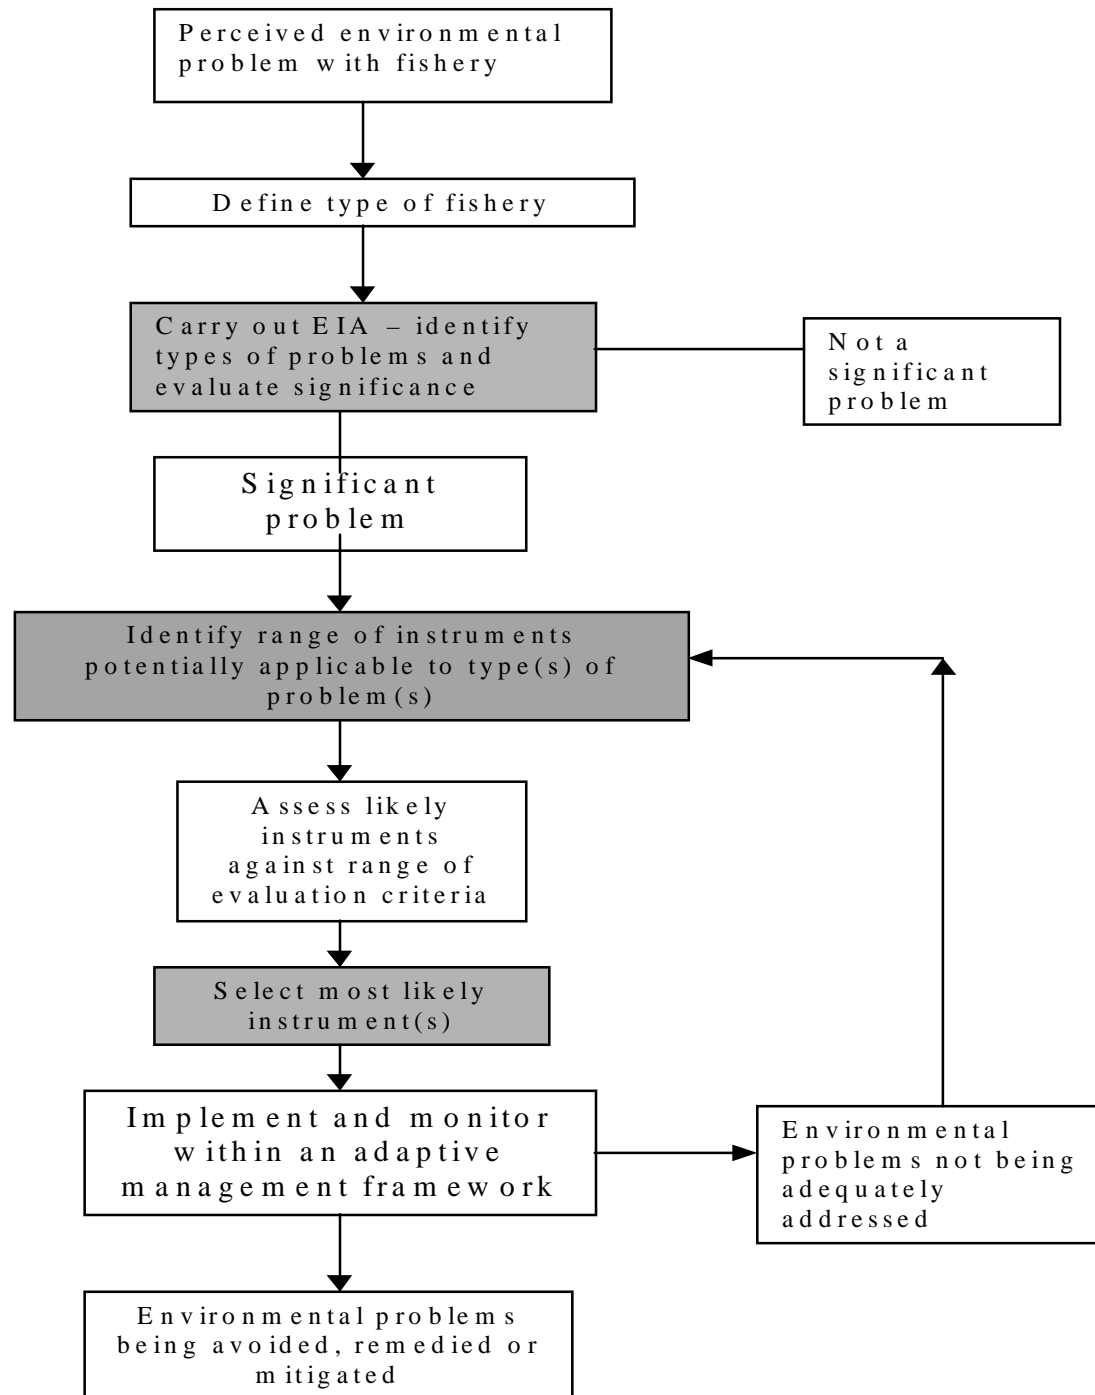 Perceived environmental
problem with fishery
Define type of fishery
Carry out EIA – identify
types of problems and
evaluate significance
Not a
significant
problem
Significant
problem
Identify range of instruments
potentially applicable to type(s) of
problem(s)
Assess likely
instruments
against range of
evaluation criteria
Select most likely
instrument(s)
Implement and monitor
within an adaptive
management framework
Environmental
problems not being
adequately
addressed
Environmental problems
being avoided, remedied or
mitigated